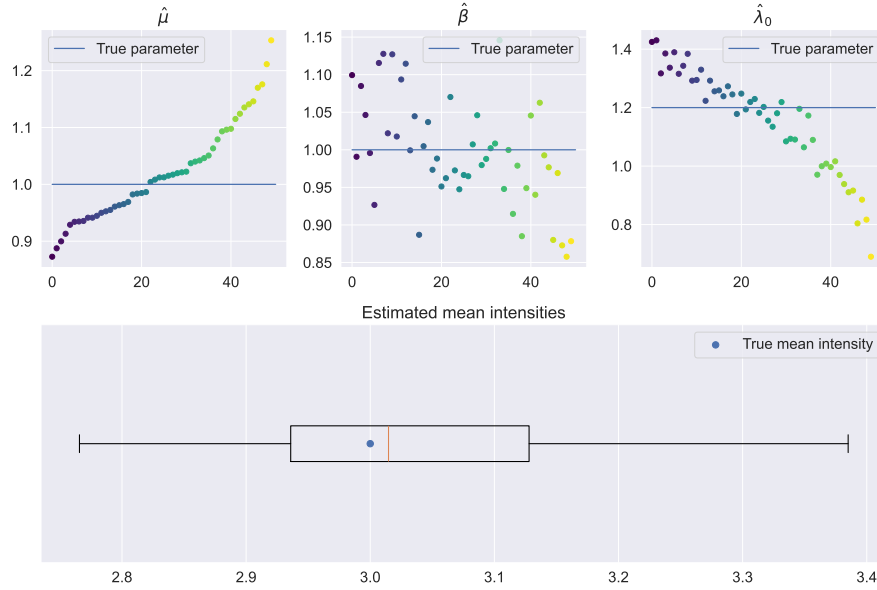 μ̂
β̂
λ̂₀
True parameter
True parameter
True parameter
1.2
1.1
1.0
0.9
1.15
1.10
1.05
1.00
0.95
0.90
0.85
1.4
1.2
1.0
0.8
0 20 40
0 20 40
0 20 40
Estimated mean intensities
True mean intensity
2.8 2.9 3.0 3.1 3.2 3.3 3.4